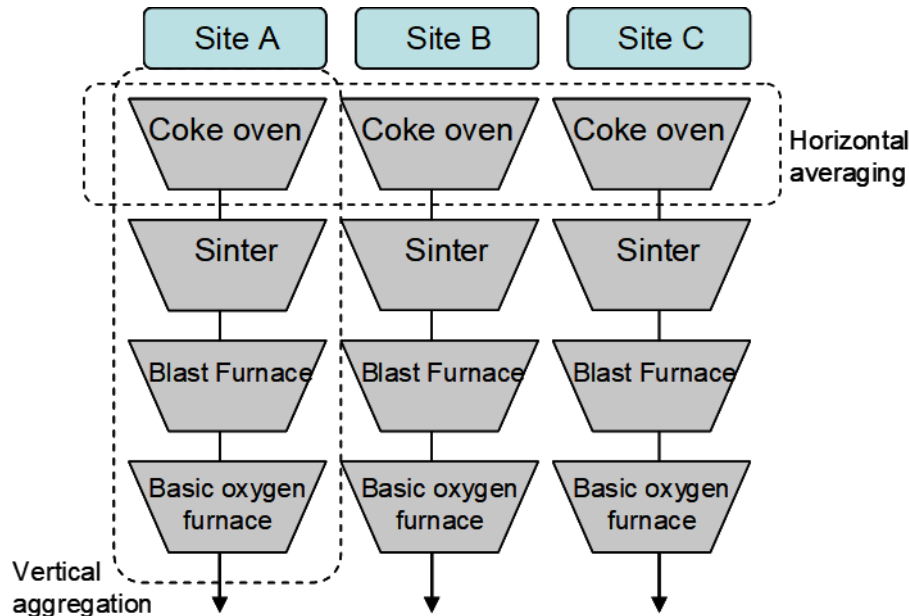 Site A
Site B
Site C
Coke oven
Coke oven
Coke oven
Horizontal
averaging
Sinter
Sinter
Sinter
Blast Furnace
Blast Furnace
Blast Furnace
Basic oxygen
furnace
Basic oxygen
furnace
Basic oxygen
furnace
Vertical
aggregation